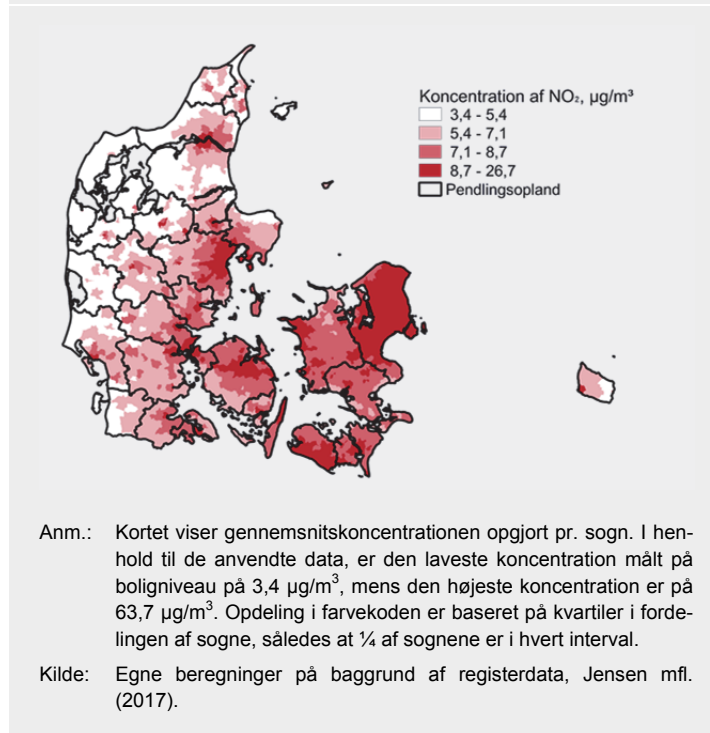 Koncentration af NO₂, µg/m³
3,4 - 5,4
5,4 - 7,1
7,1 - 8,7
8,7 - 26,7
Pendlingsopland
Anm.: Kortet viser gennemsnitskoncentrationen opgjort pr. sogn. I hen-
hold til de anvendte data, er den laveste koncentration målt på
boligniveau på 3,4 µg/m³, mens den højeste koncentration er på
63,7 µg/m³. Opdeling i farvekoden er baseret på kvartiler i forde-
lingen af sogne, således at ¼ af sognene er i hvert interval.
Kilde: Egne beregninger på baggrund af registerdata, Jensen mfl.
(2017).